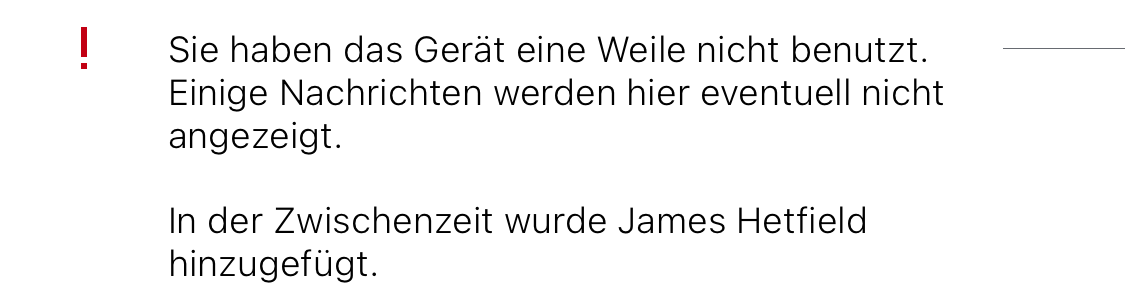 !
Sie haben das Gerät eine Weile nicht benutzt.
Einige Nachrichten werden hier eventuell nicht
angezeigt.
In der Zwischenzeit wurde James Hetfield
hinzugefügt.